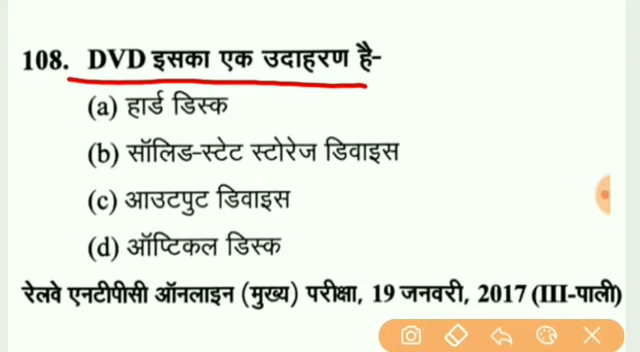 108. DVD इसका एक उदाहरण है-
(a) हार्ड डिस्क
(b) सॉलिड-स्टेट स्टोरेज डिवाइस
(c) आउटपुट डिवाइस
(d) ऑप्टिकल डिस्क
रेलवे एनटीपीसी ऑनलाइन (मुख्य) परीक्षा, 19 जनवरी, 2017 (III-पाली)